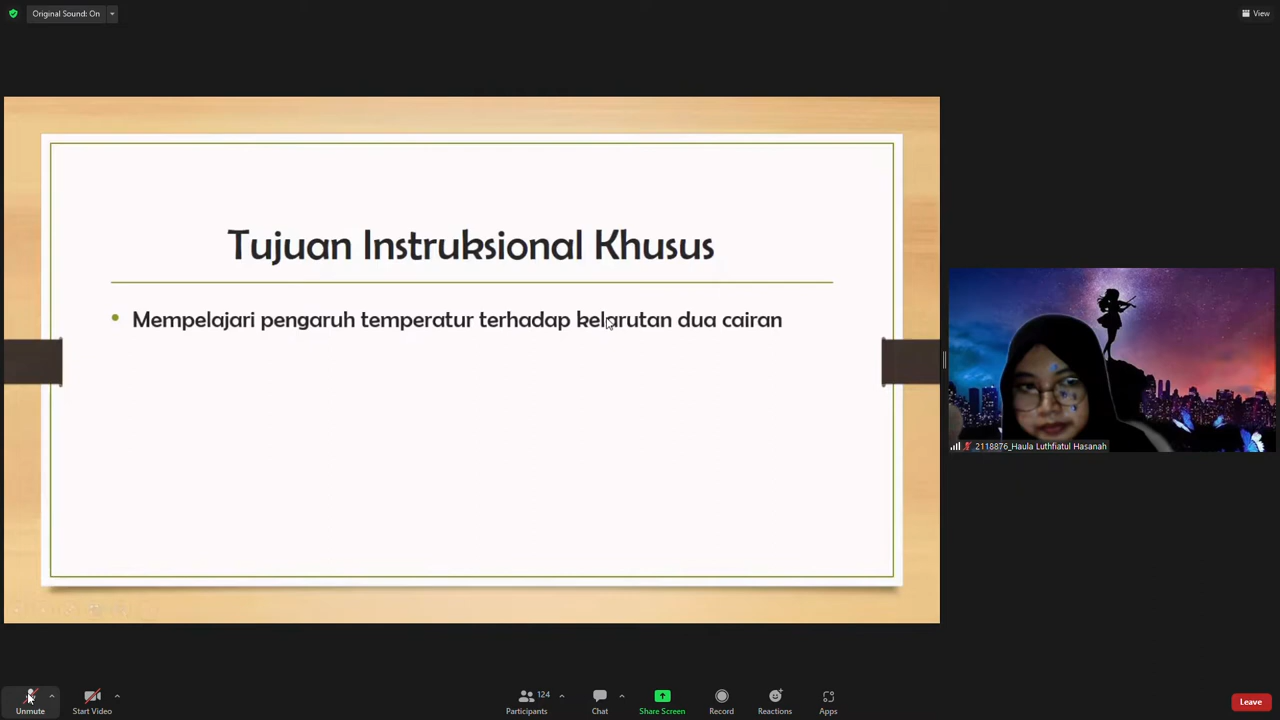 Original Sound: On
View
Tujuan Instruksional Khusus
• Mempelajari pengaruh temperatur terhadap kelarutan dua cairan
2118876_Haula Luthfiatul Hasanah
Unmute
Start Video
124
Participants
Chat
Share Screen
Record
Reactions
Apps
Leave